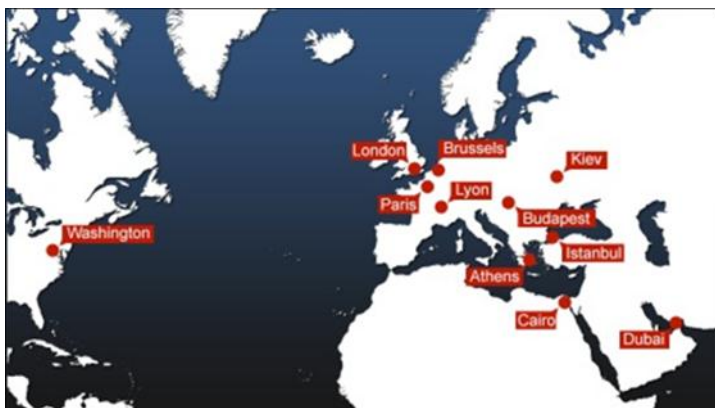 London
Brussels
Kiev
Paris
Lyon
Budapest
Washington
Istanbul
Athens
Cairo
Dubai